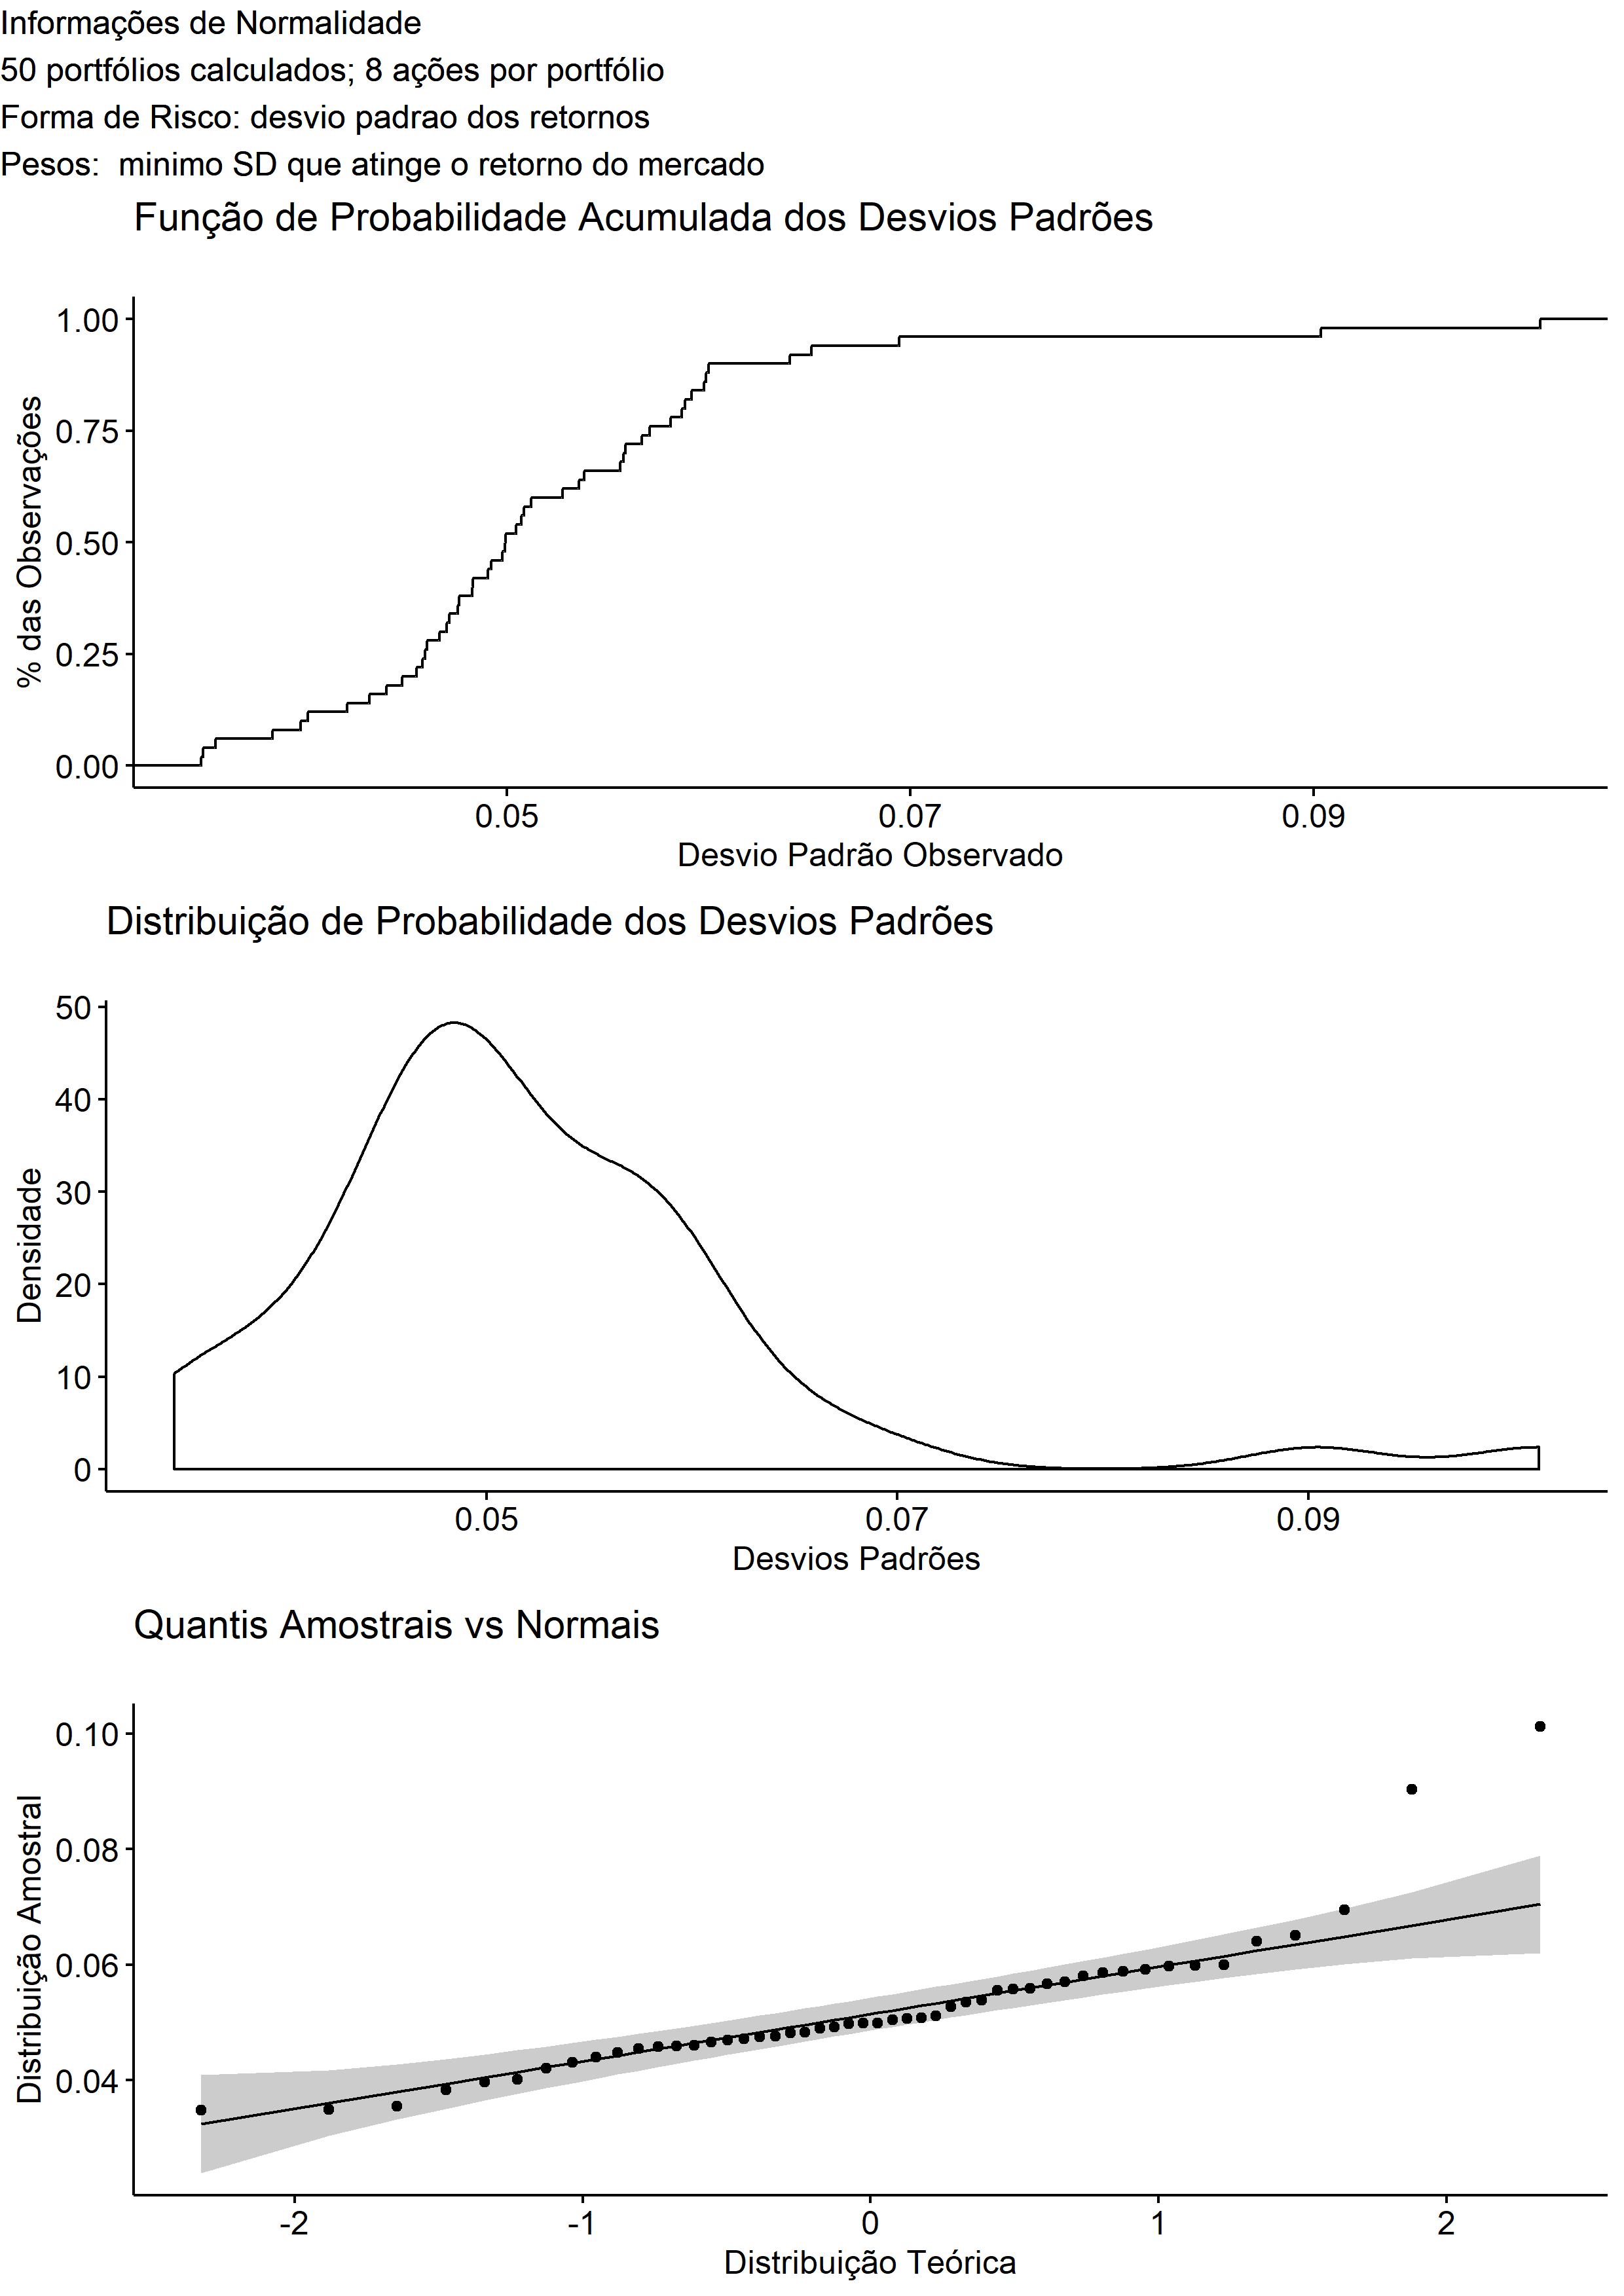 Informações de Normalidade
50 portfólios calculados; 8 ações por portfólio
Forma de Risco: desvio padrao dos retornos
Pesos:  minimo SD que atinge o retorno do mercado
Função de Probabilidade Acumulada dos Desvios Padrões
1.00
0.75
0.50
0.25
0.00
% das Observações
0.05 0.07 0.09
Desvio Padrão Observado
Distribuição de Probabilidade dos Desvios Padrões
50
40
30
20
10
0
Densidade
0.05 0.07 0.09
Desvios Padrões
Quantis Amostrais vs Normais
0.10
0.08
0.06
0.04
Distribuição Amostral
-2 -1 0 1 2
Distribuição Teórica